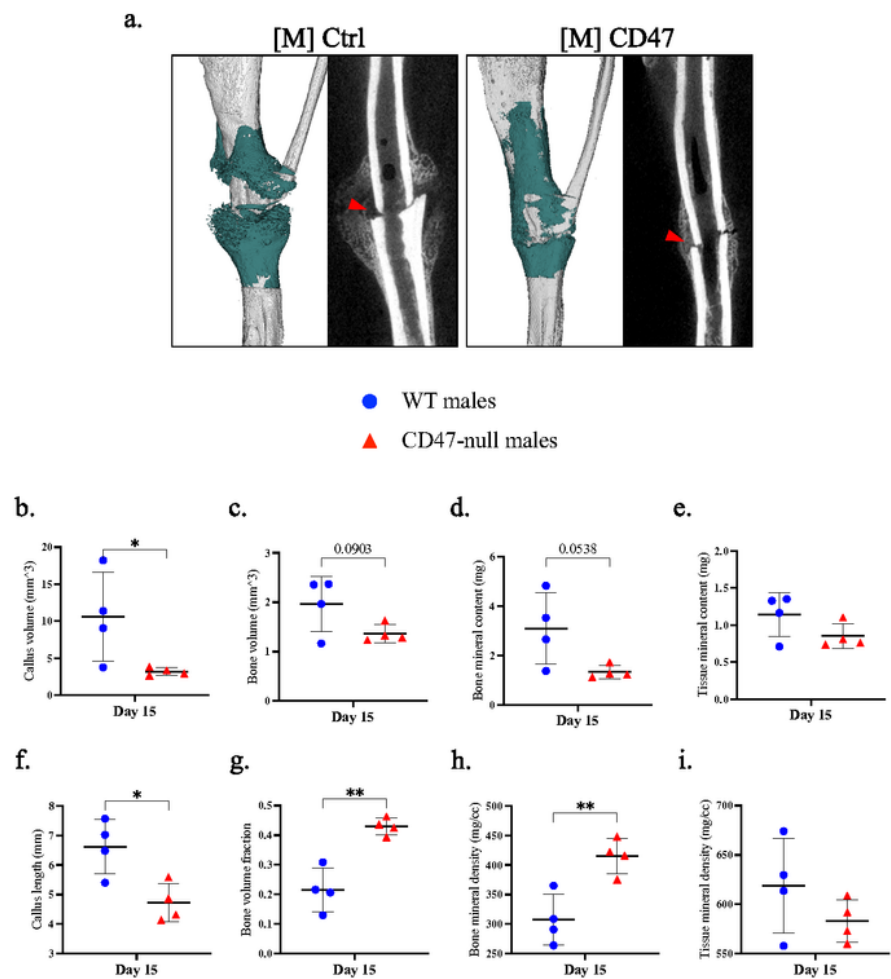 a.
[M] Ctrl
[M] CD47
WT males
CD47-null males
b.
Callus volume (mm^3)
20
15
10
5
0
*
Day 15
c.
Bone volume (mm^3)
3
2
1
0
0.0903
Day 15
d.
Bone mineral content (mg)
6
4
2
0
0.0538
Day 15
e.
Tissue mineral content (mg)
2.0
1.5
1.0
0.5
0.0
Day 15
f.
Callus length (mm)
8
7
6
5
4
3
*
Day 15
g.
Bone volume fraction
0.5
0.4
0.3
0.2
0.1
0.0
**
Day 15
h.
Bone mineral density (mg/cc)
500
450
400
350
300
250
**
Day 15
i.
Tissue mineral density (mg/cc)
700
650
600
550
Day 15